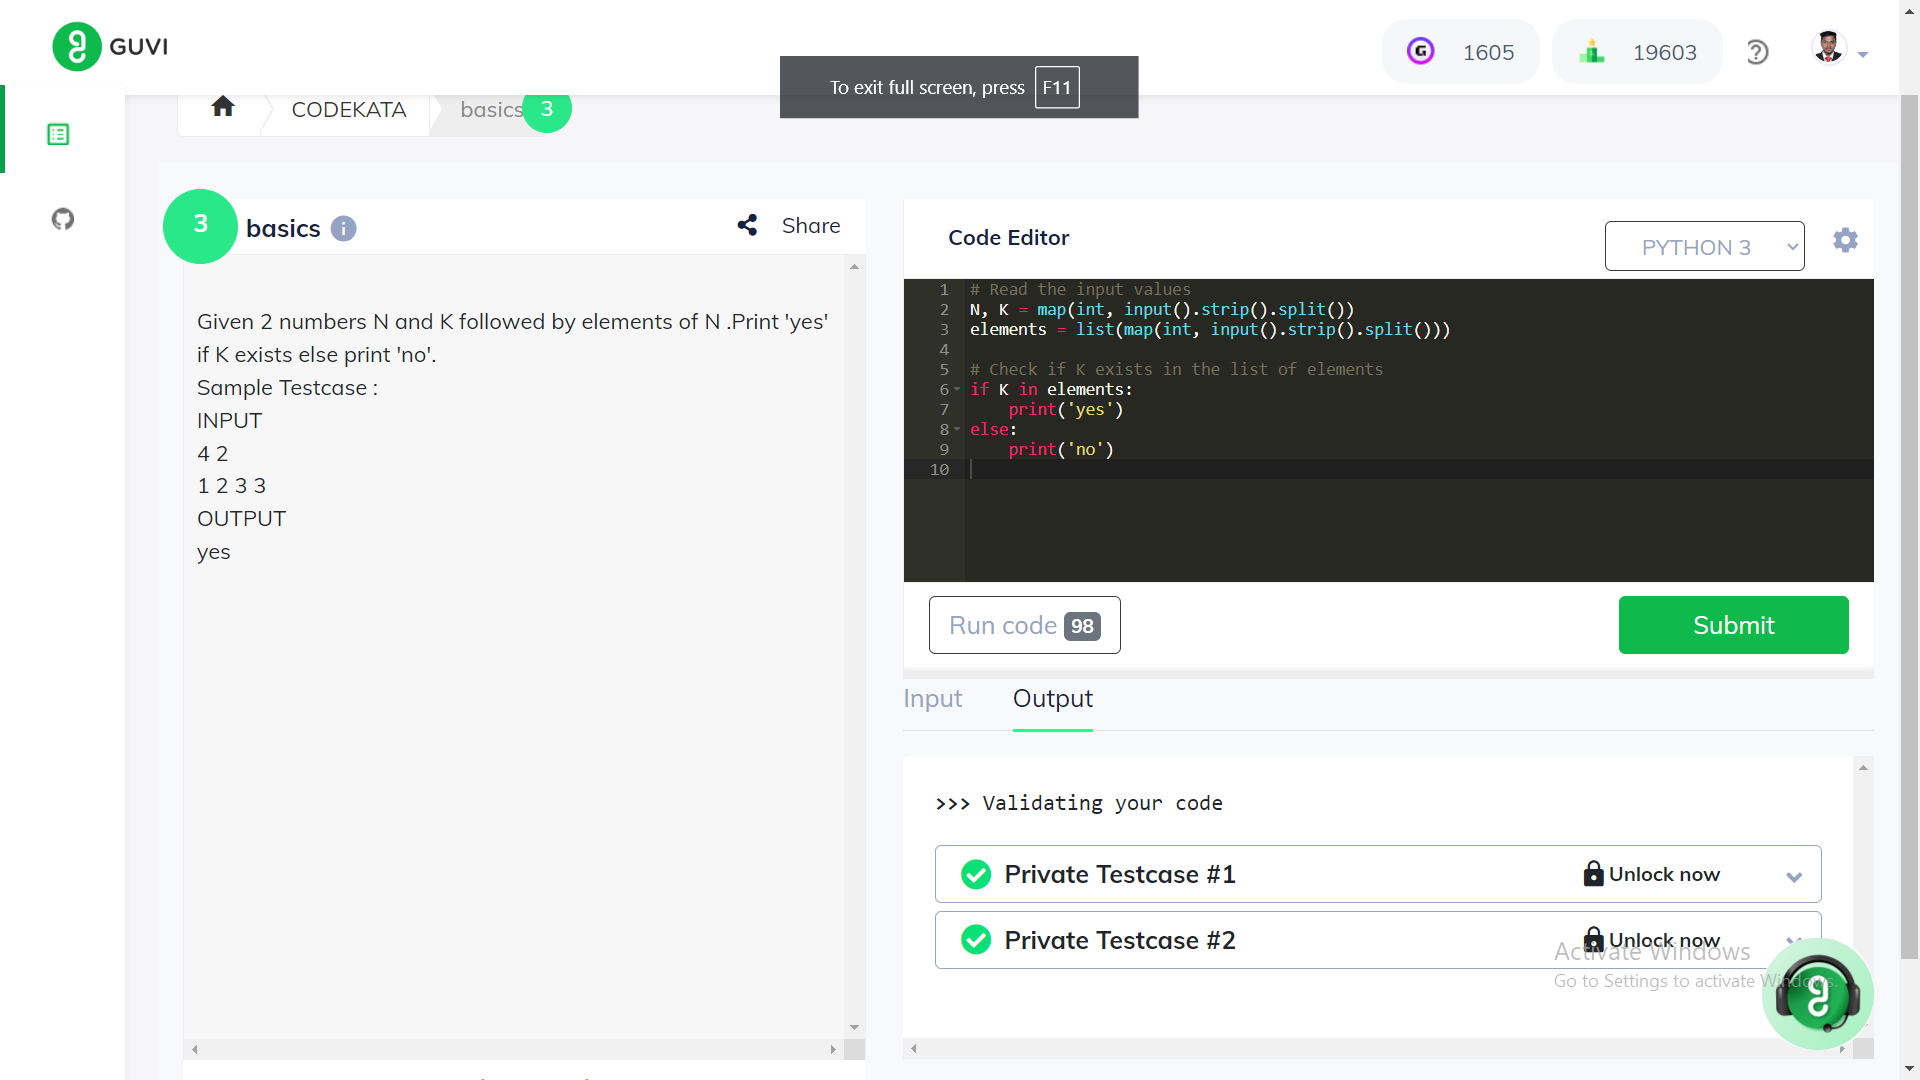 GUVI
1605
19603
To exit full screen, press F11
CODEKATA
basics 3
3 basics
Share
Given 2 numbers N and K followed by elements of N .Print 'yes'
if K exists else print 'no'.
Sample Testcase :
INPUT
4 2
1 2 3 3
OUTPUT
yes
Code Editor
PYTHON 3
1 # Read the input values
2 N, K = map(int, input().strip().split())
3 elements = list(map(int, input().strip().split()))
4
5 # Check if K exists in the list of elements
6 if K in elements:
7     print('yes')
8 else:
9     print('no')
10
Run code 98
Submit
Input
Output
>>> Validating your code
Private Testcase #1
Unlock now
Private Testcase #2
Unlock now
Activate Windows
Go to Settings to activate Windows.